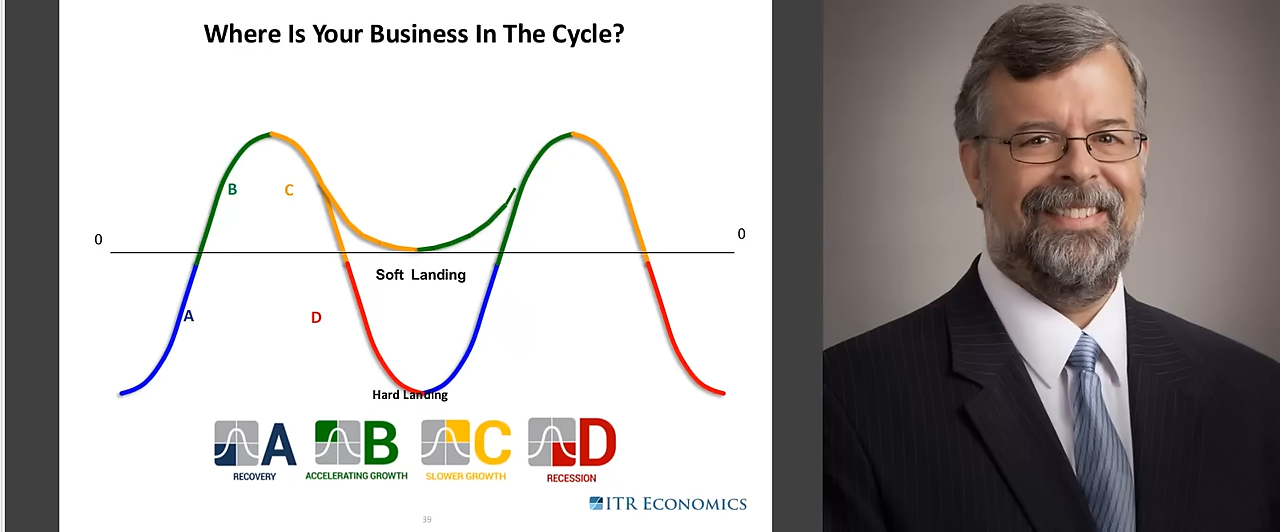 Where Is Your Business In The Cycle?
B
C
0
0
Soft Landing
A
D
Hard Landing
A
B
C
D
RECOVERY
ACCELERATING GROWTH
SLOWER GROWTH
RECESSION
ITR ECONOMICS
39